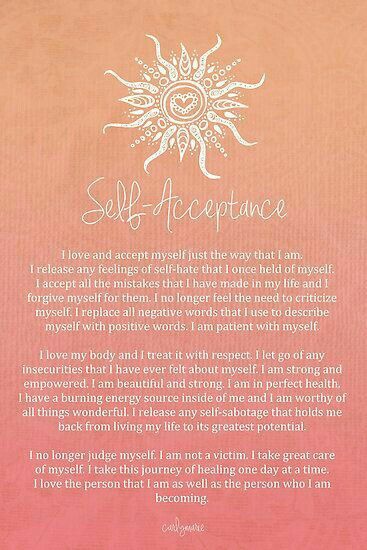 Self-Acceptance
I love and accept myself just the way that I am.
I release any feelings of self-hate that I once held of myself.
I accept all the mistakes that I have made in my life and I
forgive myself for them. I no longer feel the need to criticize
myself. I replace all negative words that I use to describe
myself with positive words. I am patient with myself.
I love my body and I treat it with respect. I let go of any
insecurities that I have ever felt about myself. I am strong and
empowered. I am beautiful and strong. I am in perfect health.
I have a burning energy source inside of me and I am worthy of
all things wonderful. I release any self-sabotage that holds me
back from living my life to its greatest potential.
I no longer judge myself. I am not a victim. I take great care
of myself. I take this journey of healing one day at a time.
I love the person that I am as well as the person who I am
becoming.
carlymarie